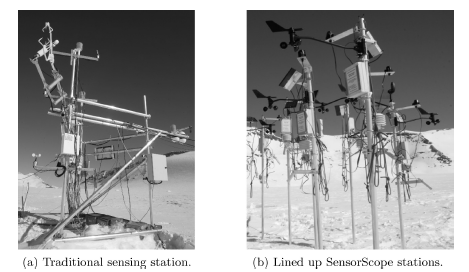 (a) Traditional sensing station.
(b) Lined up SensorScope stations.